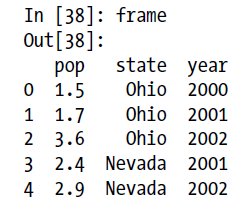 In [38]: frame
Out[38]:
pop state year
0 1.5 Ohio 2000
1 1.7 Ohio 2001
2 3.6 Ohio 2002
3 2.4 Nevada 2001
4 2.9 Nevada 2002